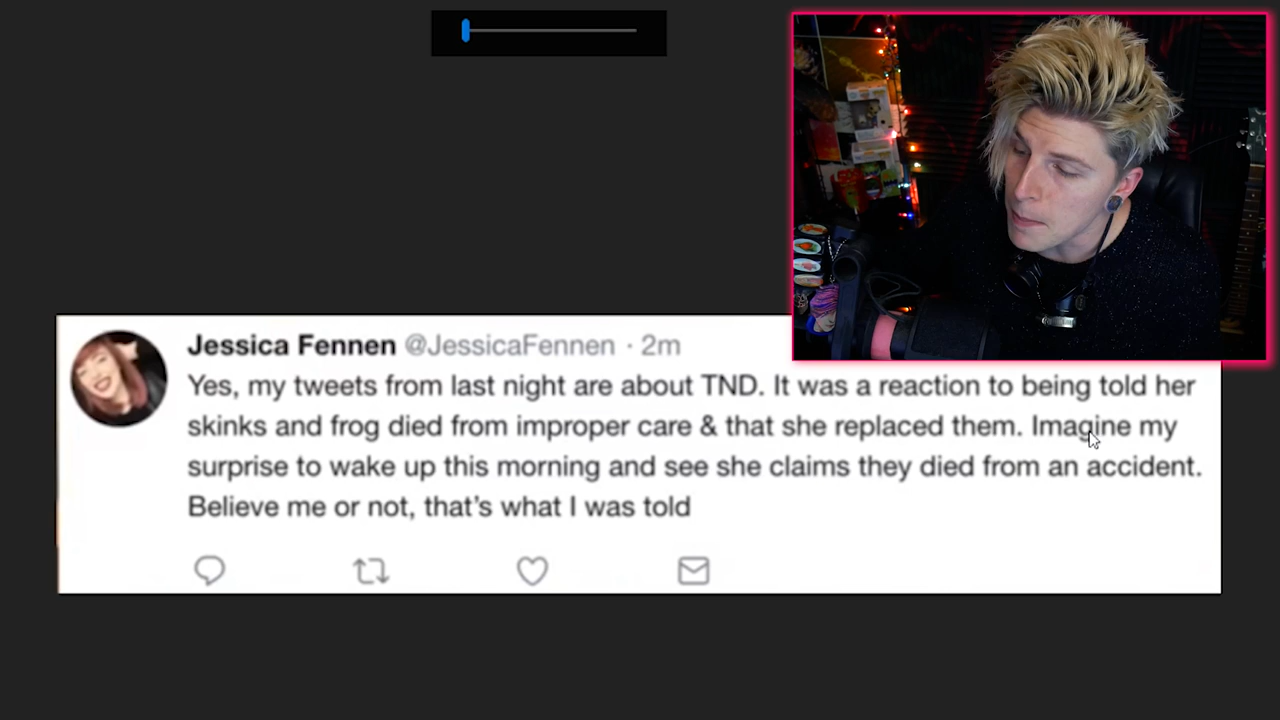 Jessica Fennen @JessicaFennen · 2m
Yes, my tweets from last night are about TND. It was a reaction to being told her
skinks and frog died from improper care & that she replaced them. Imagine my
surprise to wake up this morning and see she claims they died from an accident.
Believe me or not, that's what I was told